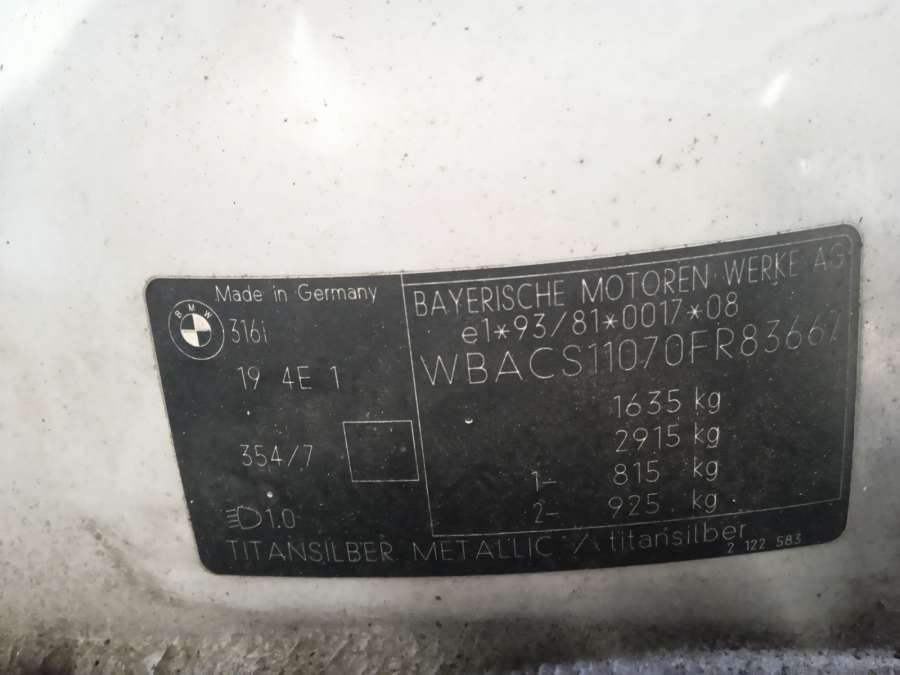 Made in Germany
BMW
316i
19 4E 1
354/7
1.0
BAYERISCHE MOTOREN WERKE AG
e1*93/81*0017*08
WBACS11070FR83667
1635 kg
2915 kg
1- 815 kg
2- 925 kg
TITANSILBER METALLIC / titansilber
2 122 583